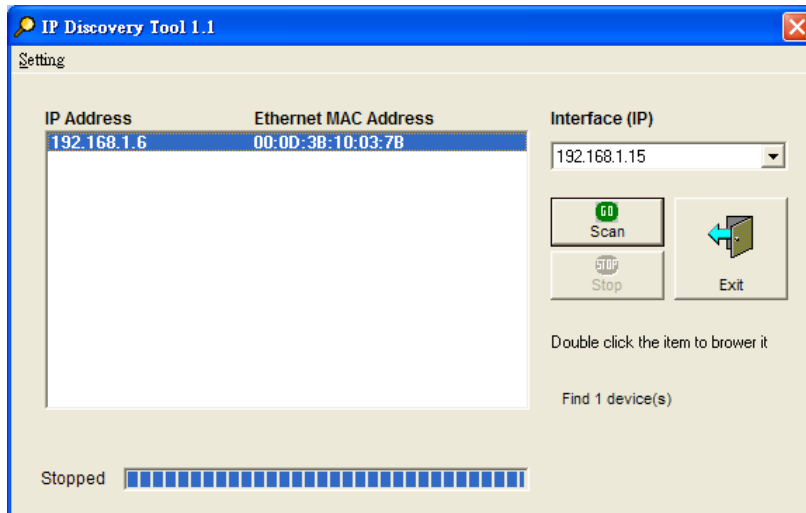 IP Discovery Tool 1.1
Setting
IP Address Ethernet MAC Address
192.168.1.6 00:0D:3B:10:03:7B
Interface (IP)
192.168.1.15
GO
Scan
STOP
Stop
Exit
Double click the item to brower it
Find 1 device(s)
Stopped